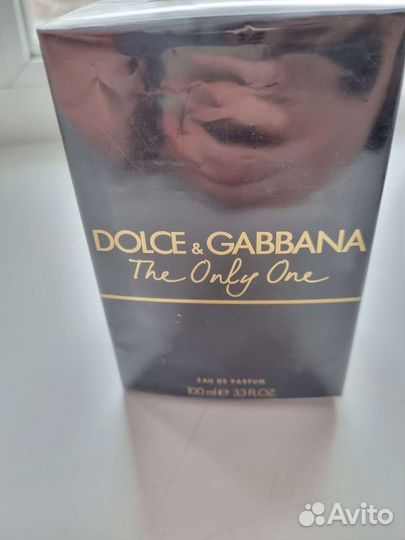 DOLCE & GABBANA
The Only One
EAU DE PARFUM
100 ml ℮ 3.3 FL.OZ.
Avito